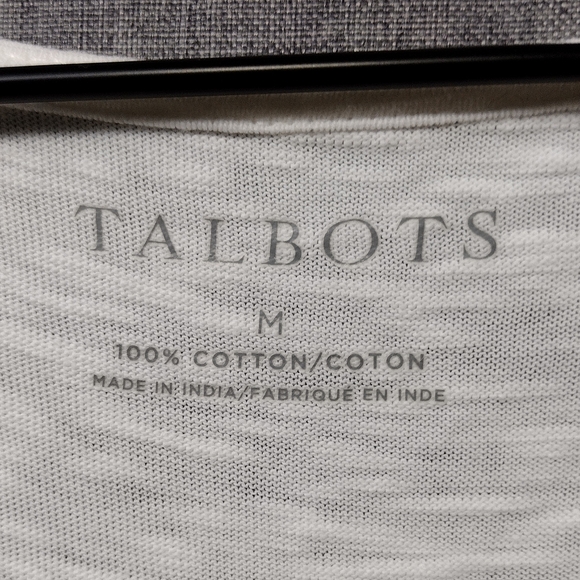 TALBOTS
M
100% COTTON/COTON
MADE IN INDIA/FABRIQUÉ EN INDE